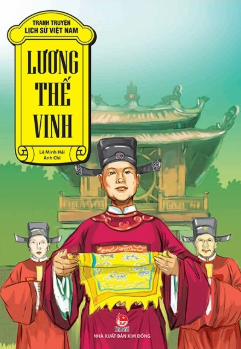 TRANH TRUYỆN
LỊCH SỬ VIỆT NAM
LƯƠNG
THẾ
VINH
Lê Minh Hải
Anh Chi
NHÀ XUẤT BẢN KIM ĐỒNG